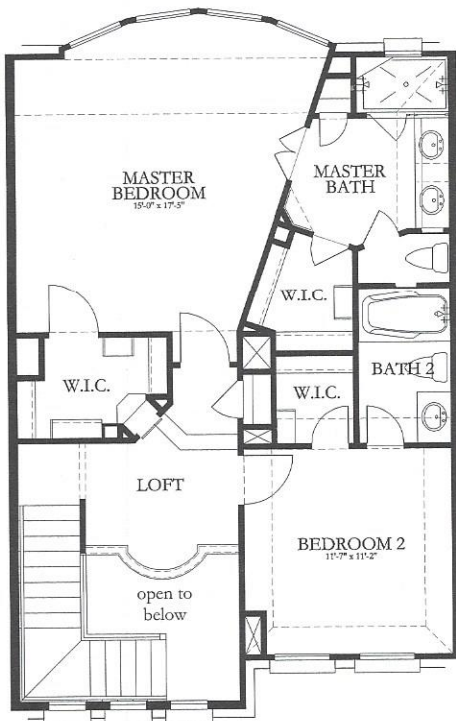 MASTER
BEDROOM
15'-0" x 17'-5"
MASTER
BATH
W.I.C.
W.I.C.
W.I.C.
BATH 2
LOFT
BEDROOM 2
11'-7" x 11'-2"
open to
below